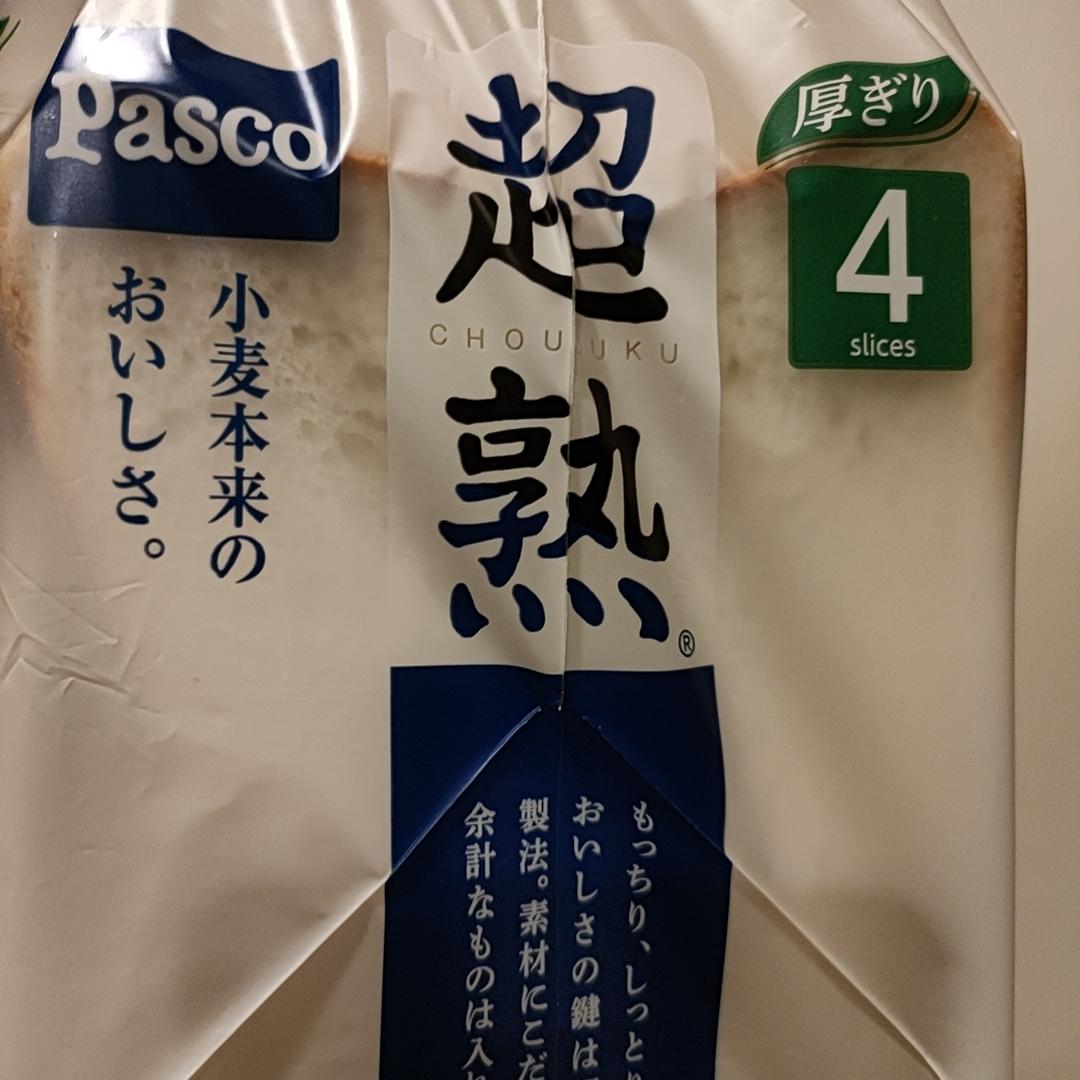 Pasco
超熟
CHOUJUKU
®
厚ぎり
4
slices
小麦本来の
おいしさ。
もっちり、しっとり
おいしさの鍵は
製法。素材にこだ
余計なものは入